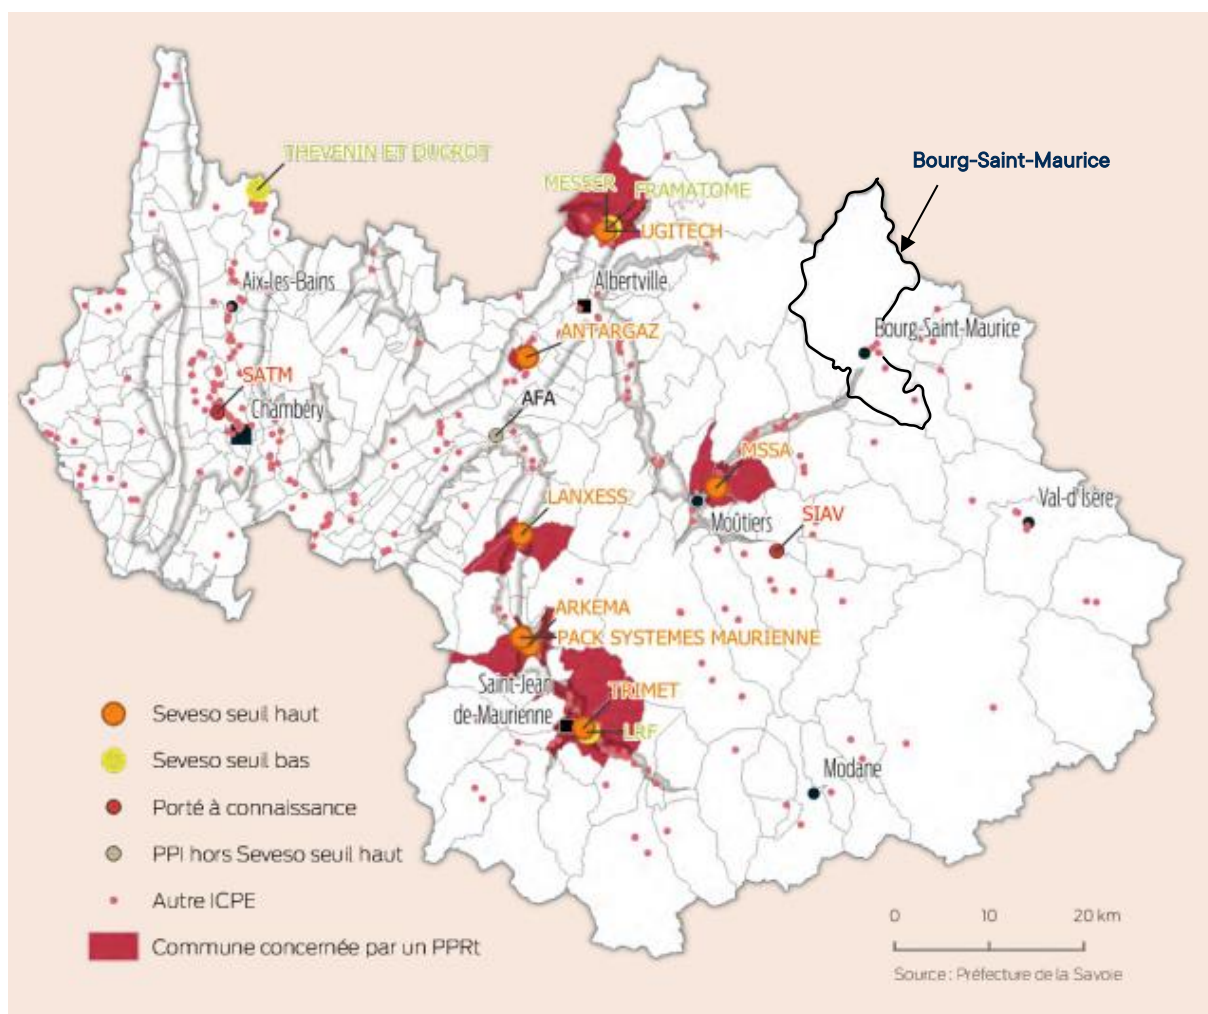 Bourg-Saint-Maurice
THEVENIN ET DUCROT
MESSER
FRAMATOME
UGITECH
Aix-les-Bains
Albertville
Bourg-Saint-Maurice
ANTARGAZ
SATM
AFA
Chambéry
MSSA
LANXESS
Val-d'Isère
SIAV
Moûtiers
ARKEMA
PACK SYSTEMES MAURIENNE
Saint-Jean
de-Maurienne
TRIMET
LRF
Modane
Seveso seuil haut
Seveso seuil bas
Porté à connaissance
PPI hors Seveso seuil haut
Autre ICPE
Commune concernée par un PPRt
0 10 20 km
Source : Préfecture de la Savoie